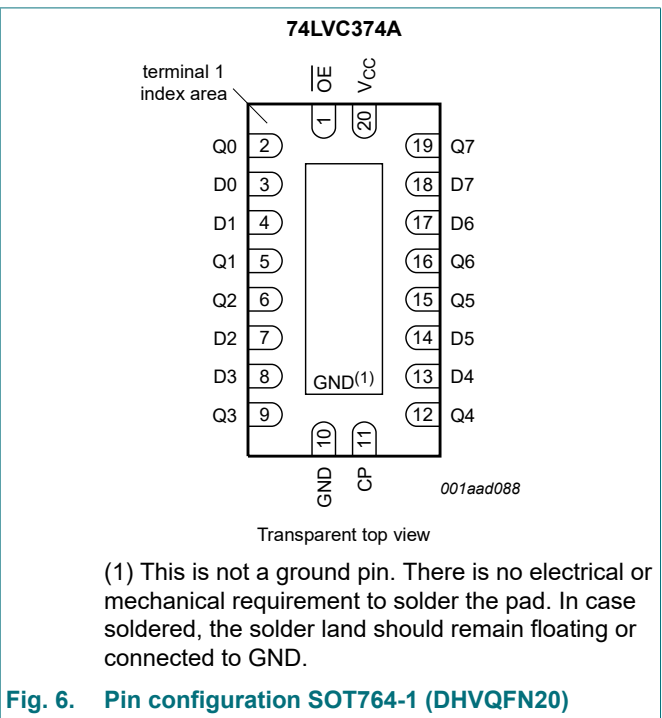 74LVC374A
terminal 1
index area
OE
VCC
1
20
Q0 2
19 Q7
D0 3
18 D7
D1 4
17 D6
Q1 5
16 Q6
Q2 6
15 Q5
D2 7
14 D5
D3 8
13 D4
Q3 9
12 Q4
GND(1)
10
11
GND
CP
001aad088
Transparent top view
(1) This is not a ground pin. There is no electrical or
mechanical requirement to solder the pad. In case
soldered, the solder land should remain floating or
connected to GND.
Fig. 6. Pin configuration SOT764-1 (DHVQFN20)